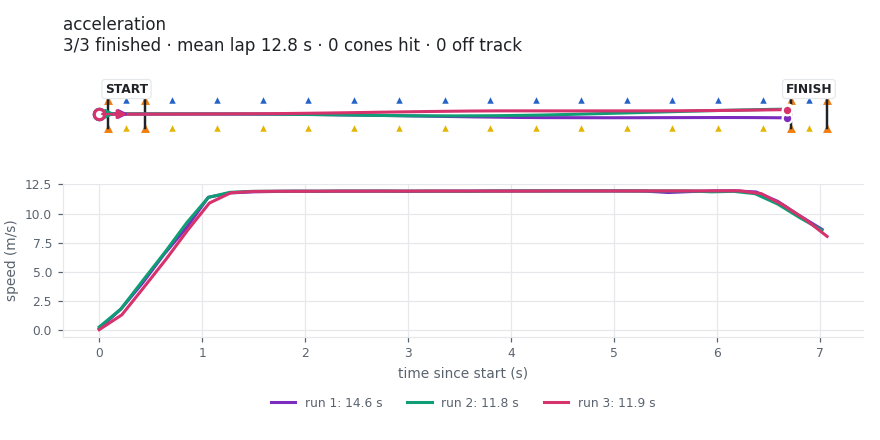 acceleration
3/3 finished · mean lap 12.8 s · 0 cones hit · 0 off track
START FINISH
12.5
10.0
7.5
5.0
2.5
0.0
speed (m/s)
0 1 2 3 4 5 6 7
time since start (s)
run 1: 14.6 s run 2: 11.8 s run 3: 11.9 s